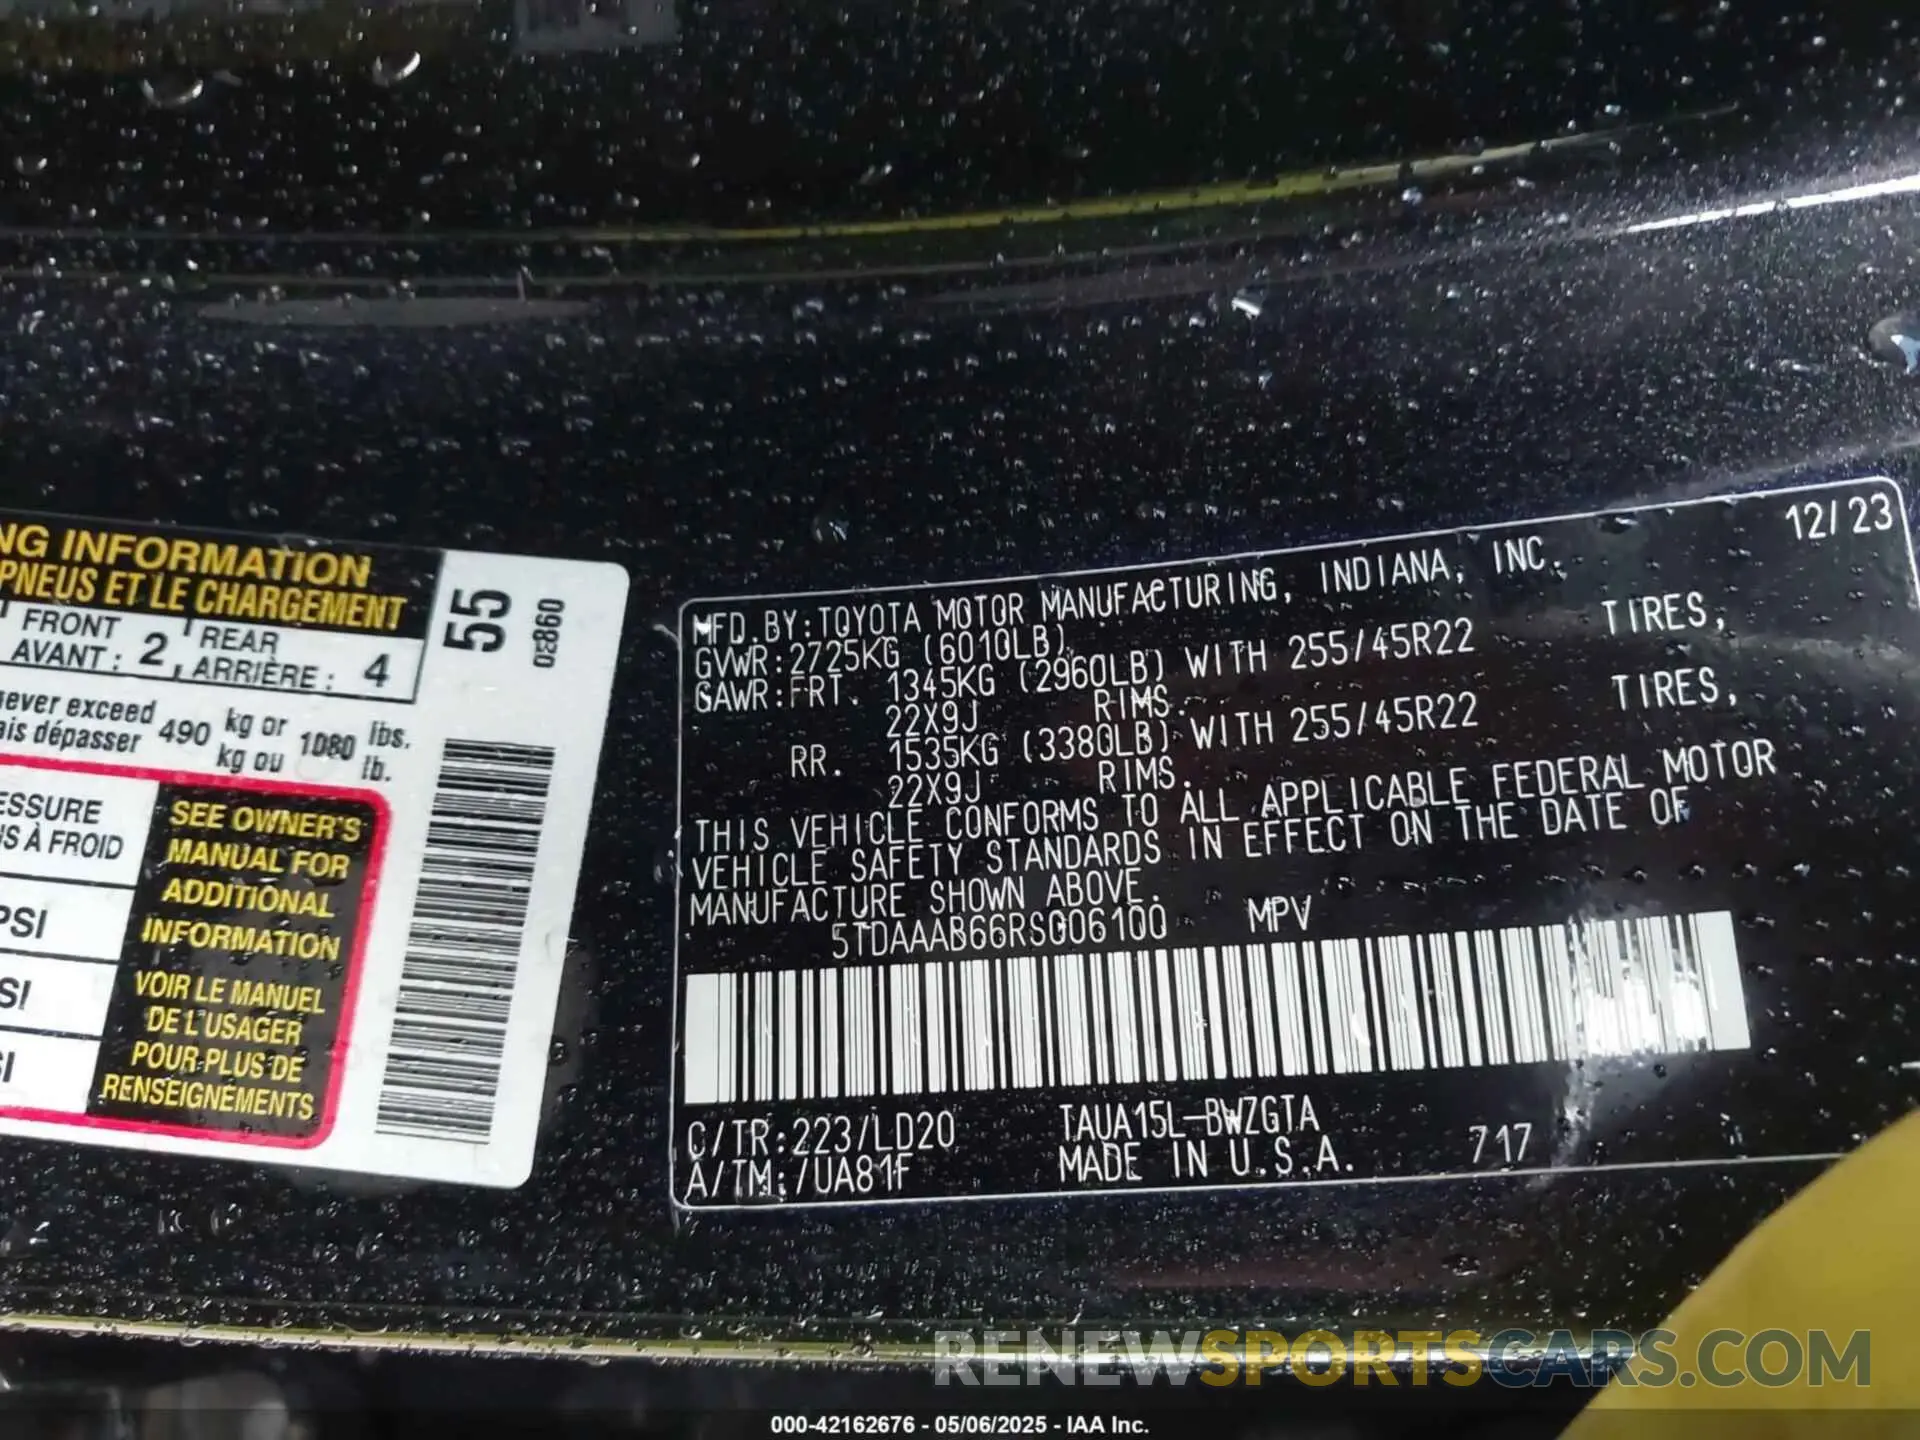 NG INFORMATION
PNEUS ET LE CHARGEMENT
FRONT
AVANT : 2,
REAR
ARRIÈRE : 4
never exceed 490 kg or 1080 lbs.
ais dépasser kg ou lb.
ESSURE
NS À FROID
PSI
SI
SI
SEE OWNER'S
MANUAL FOR
ADDITIONAL
INFORMATION
VOIR LE MANUEL
DE L'USAGER
POUR PLUS DE
RENSEIGNEMENTS
55
0E860
12/23
MFD.BY:TOYOTA MOTOR MANUFACTURING, INDIANA, INC.
GVWR:2725KG (6010LB)
GAWR:FRT. 1345KG (2960LB) WITH 255/45R22 TIRES,
22X9J RIMS.
RR. 1535KG (3380LB) WITH 255/45R22 TIRES,
22X9J RIMS.
THIS VEHICLE CONFORMS TO ALL APPLICABLE FEDERAL MOTOR
VEHICLE SAFETY STANDARDS IN EFFECT ON THE DATE OF
MANUFACTURE SHOWN ABOVE.
5TDAAAB66RS006100 MPV
C/TR:223/LD20 TAUA15L-BWZGTA
A/TM:/UA81F MADE IN U.S.A. 717
RENEWSPORTSCARS.COM
000-42162676 - 05/06/2025 - IAA Inc.